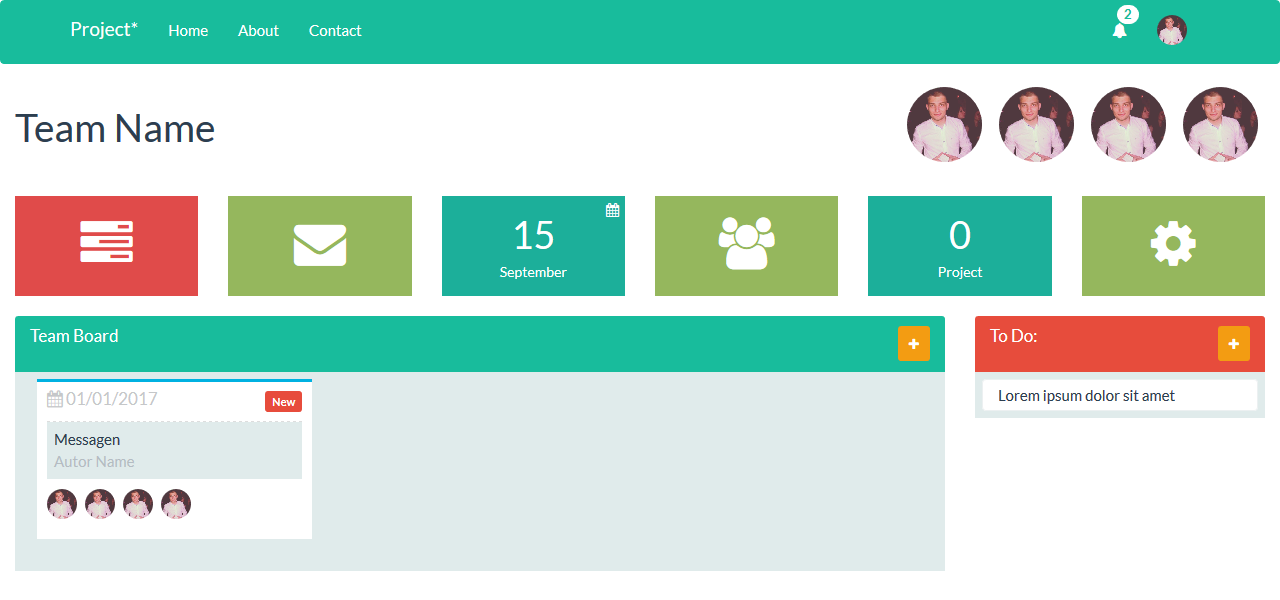 Project* Home About Contact 2
Team Name
15
September
0
Project
Team Board
To Do:
01/01/2017 New
Messagen
Autor Name
Lorem ipsum dolor sit amet